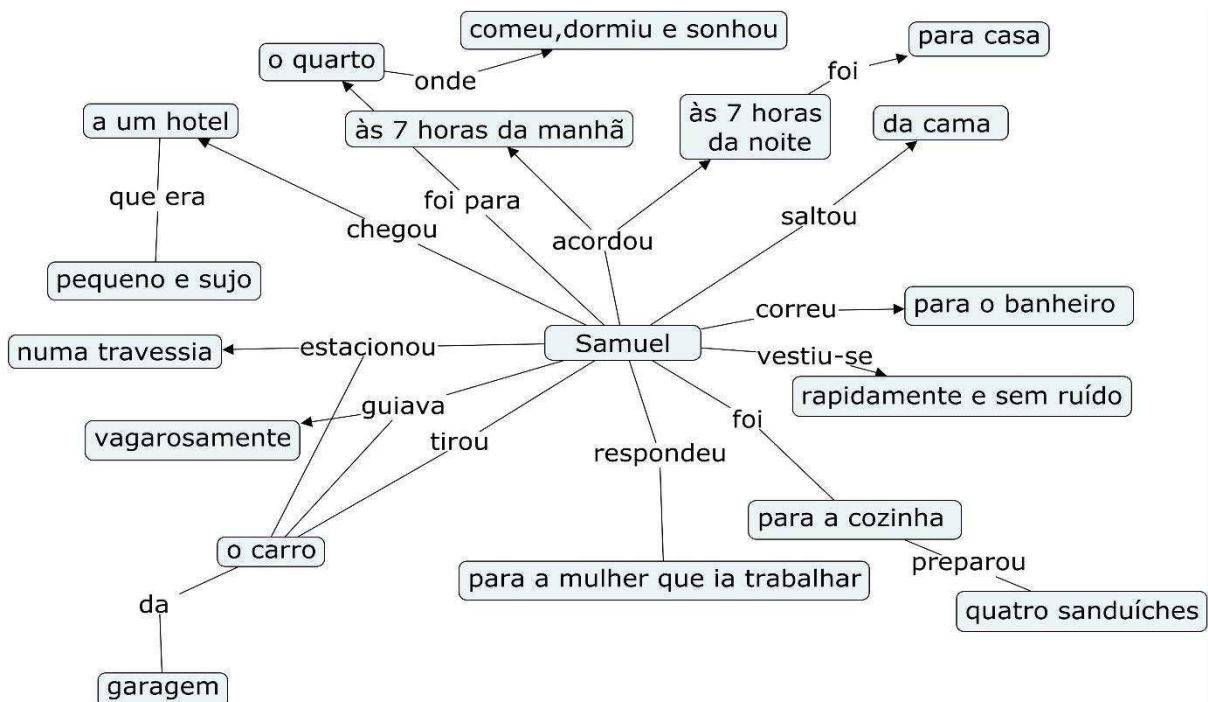 comeu,dormiu e sonhou
para casa
o quarto
onde
foi
a um hotel
às 7 horas da manhã
às 7 horas
da noite
da cama
que era
foi para
chegou
acordou
saltou
pequeno e sujo
correu
para o banheiro
numa travessia
estacionou
Samuel
vestiu-se
rapidamente e sem ruído
vagarosamente
guiava
tirou
foi
respondeu
para a cozinha
o carro
para a mulher que ia trabalhar
preparou
quatro sanduíches
da
garagem